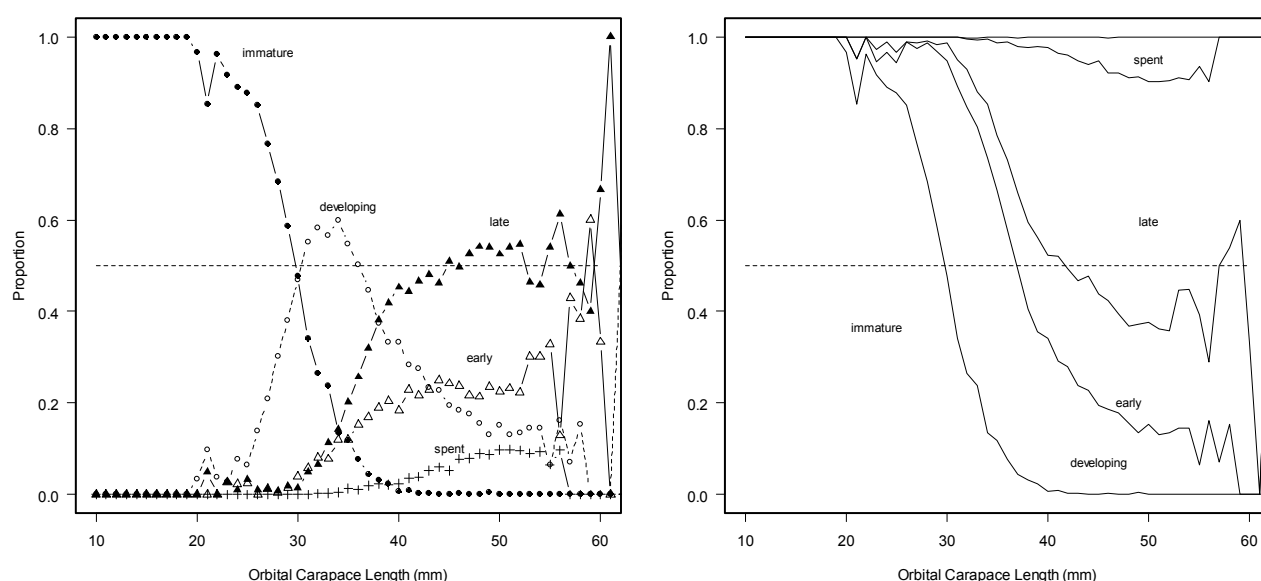 1.0
0.8
0.6
0.4
0.2
0.0
Proportion
immature
developing
late
early
spent
10 20 30 40 50 60
Orbital Carapace Length (mm)
1.0
0.8
0.6
0.4
0.2
0.0
Proportion
spent
late
immature
early
developing
10 20 30 40 50 60
Orbital Carapace Length (mm)